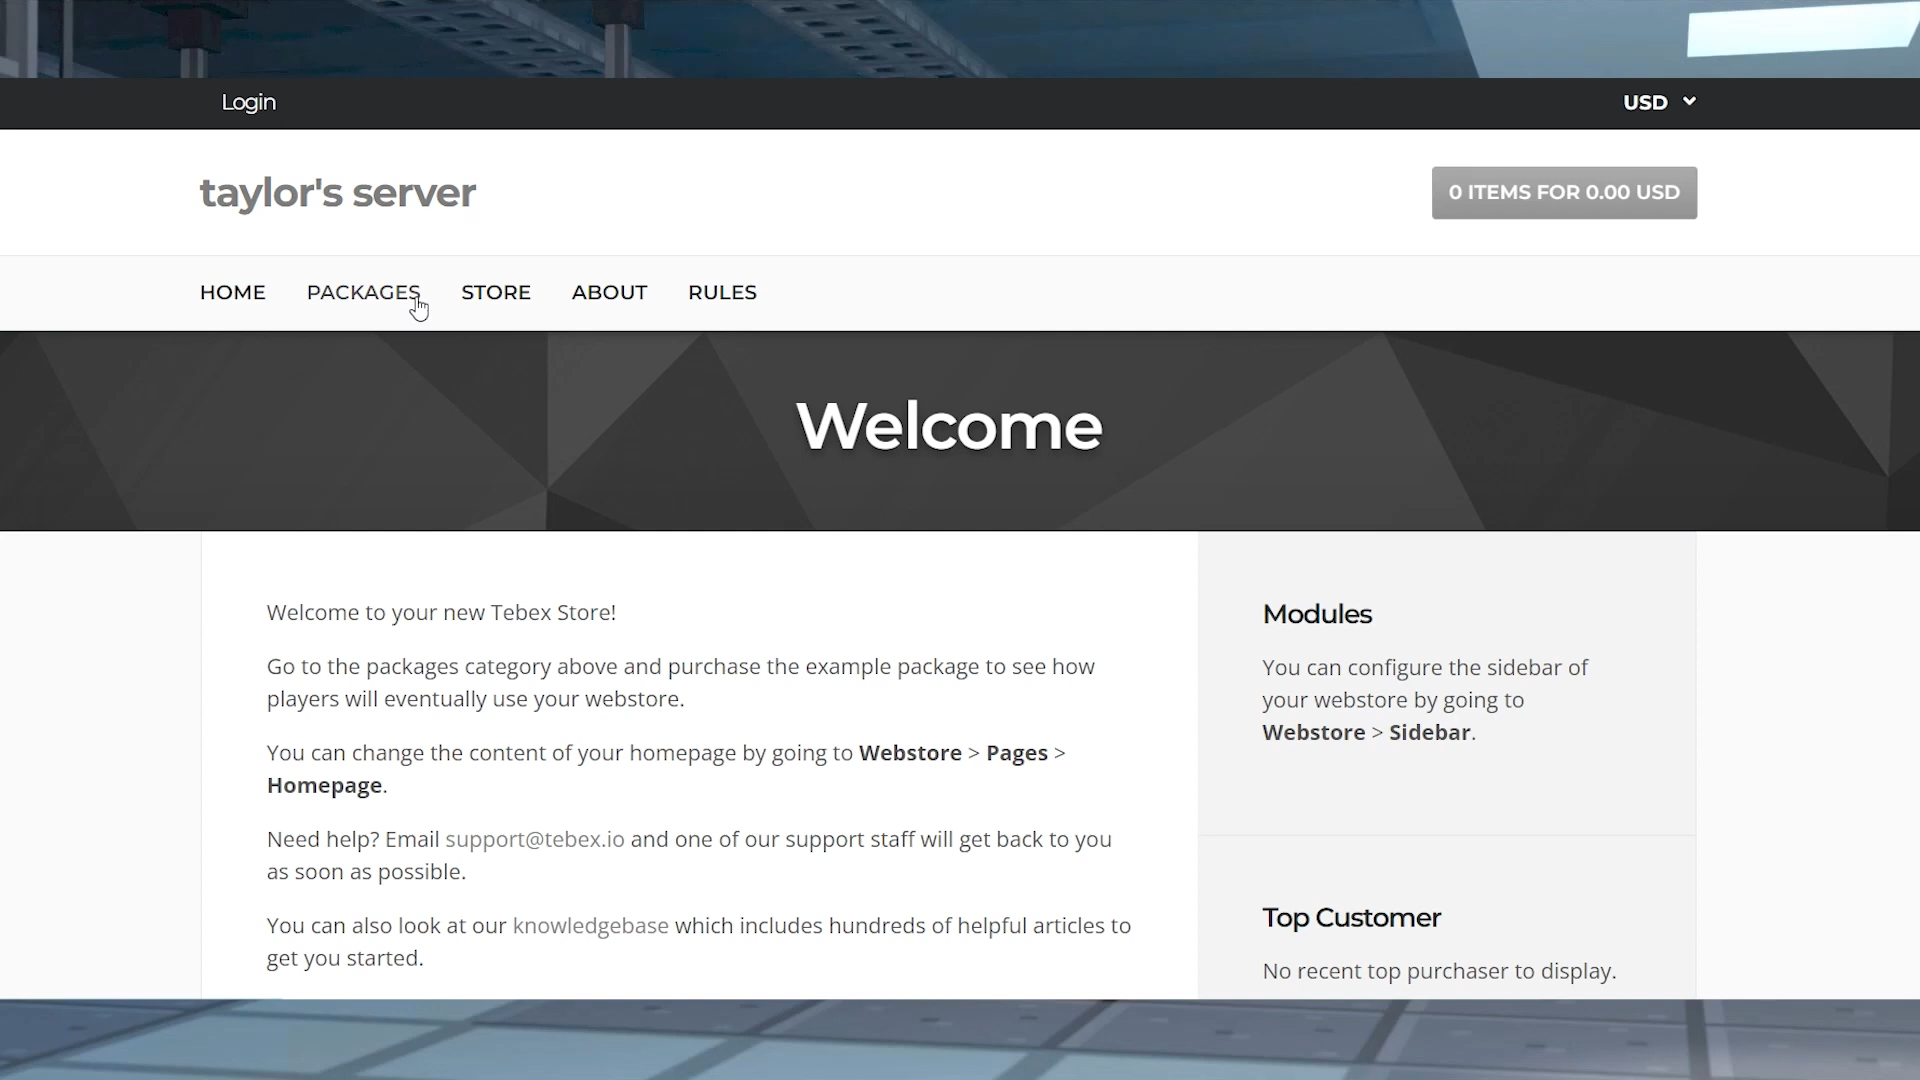 Login
USD
taylor's server
0 ITEMS FOR 0.00 USD
HOME PACKAGES STORE ABOUT RULES
Welcome
Welcome to your new Tebex Store!
Go to the packages category above and purchase the example package to see how
players will eventually use your webstore.
You can change the content of your homepage by going to Webstore > Pages >
Homepage.
Need help? Email support@tebex.io and one of our support staff will get back to you
as soon as possible.
You can also look at our knowledgebase which includes hundreds of helpful articles to
get you started.
Modules
You can configure the sidebar of
your webstore by going to
Webstore > Sidebar.
Top Customer
No recent top purchaser to display.